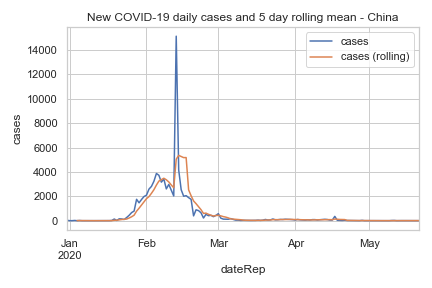 New COVID-19 daily cases and 5 day rolling mean - China
cases
cases (rolling)
14000
12000
10000
8000
6000
4000
2000
0
cases
Jan
2020
Feb
Mar
Apr
May
dateRep